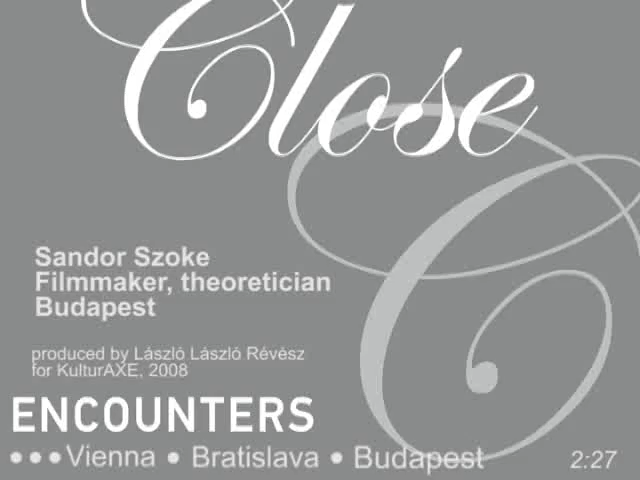 Close
Sandor Szoke
Filmmaker, theoretician
Budapest
produced by László László Révész
for KulturAXE, 2008
ENCOUNTERS
●●●Vienna ● Bratislava ● Budapest
2:27